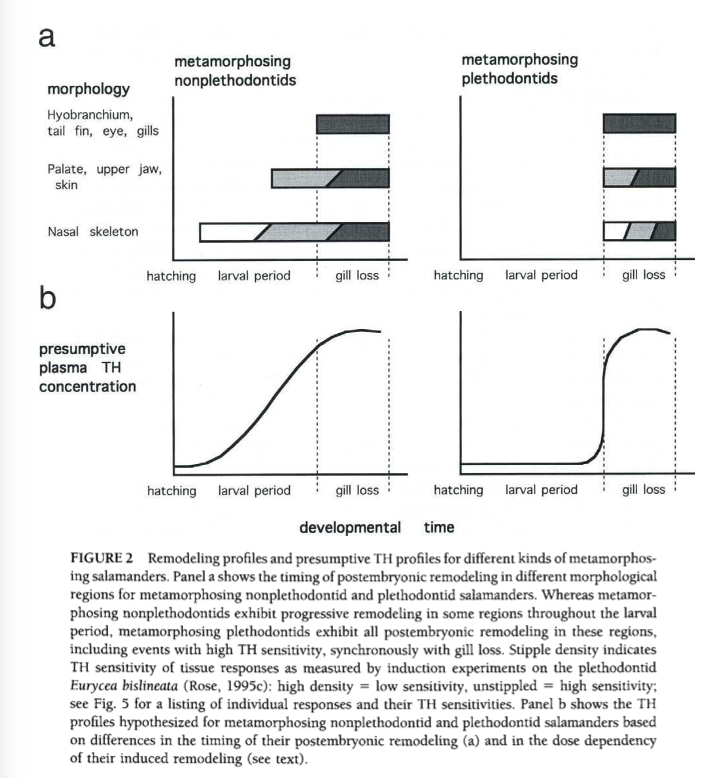 a
metamorphosing
nonplethodontids
metamorphosing
plethodontids
morphology
Hyobranchium,
tail fin, eye, gills
Palate, upper jaw,
skin
Nasal skeleton
hatching larval period gill loss
hatching larval period gill loss
b
presumptive
plasma TH
concentration
hatching larval period gill loss
hatching larval period gill loss
developmental time
FIGURE 2 Remodeling profiles and presumptive TH profiles for different kinds of metamorphos-
ing salamanders. Panel a shows the timing of postembryonic remodeling in different morphological
regions for metamorphosing nonplethodontid and plethodontid salamanders. Whereas metamor-
phosing nonplethodontids exhibit progressive remodeling in some regions throughout the larval
period, metamorphosing plethodontids exhibit all postembryonic remodeling in these regions,
including events with high TH sensitivity, synchronously with gill loss. Stipple density indicates
TH sensitivity of tissue responses as measured by induction experiments on the plethodontid
Eurycea bislineata (Rose, 1995c): high density = low sensitivity, unstippled = high sensitivity;
see Fig. 5 for a listing of individual responses and their TH sensitivities. Panel b shows the TH
profiles hypothesized for metamorphosing nonplethodontid and plethodontid salamanders based
on differences in the timing of their postembryonic remodeling (a) and in the dose dependency
of their induced remodeling (see text).